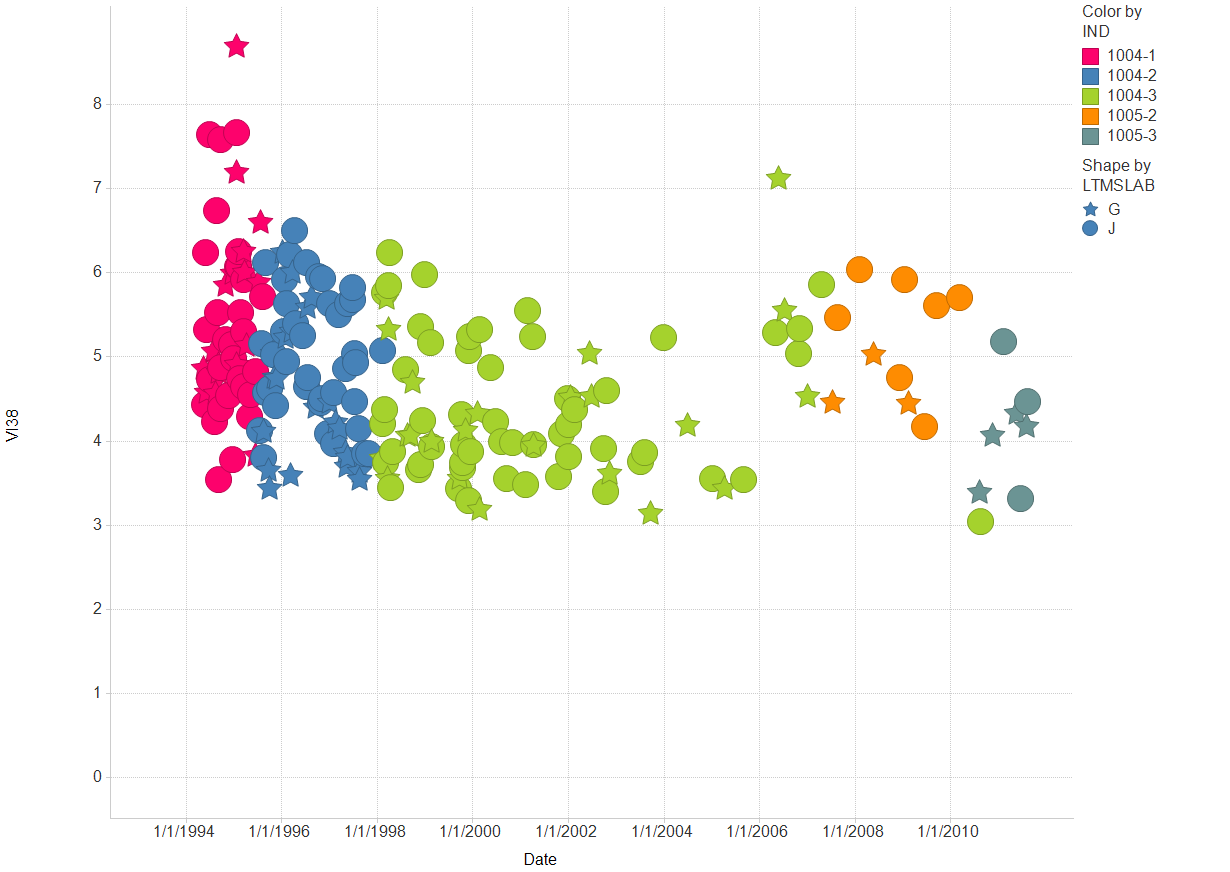 Color by
IND
1004-1
1004-2
1004-3
1005-2
1005-3
Shape by
LTMSLAB
G
J
VI38
8
7
6
5
4
3
2
1
0
1/1/1994
1/1/1996
1/1/1998
1/1/2000
1/1/2002
1/1/2004
1/1/2006
1/1/2008
1/1/2010
Date